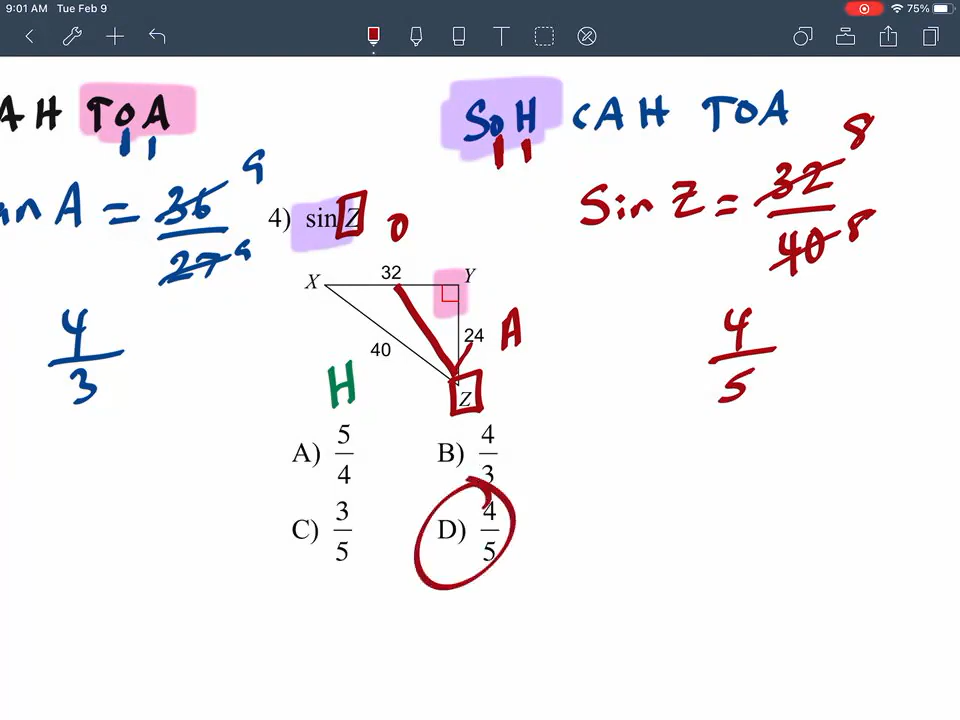 9:01 AM Tue Feb 9
75%
AH TOA
SOH CAH TOA
an A = 36/27 9 9
4) sin Z
O
Sin Z = 32/40 8 8
X
32
Y
24
A
40
H
Z
4/3
4/5
A) 5/4
B) 4/3
C) 3/5
D) 4/5